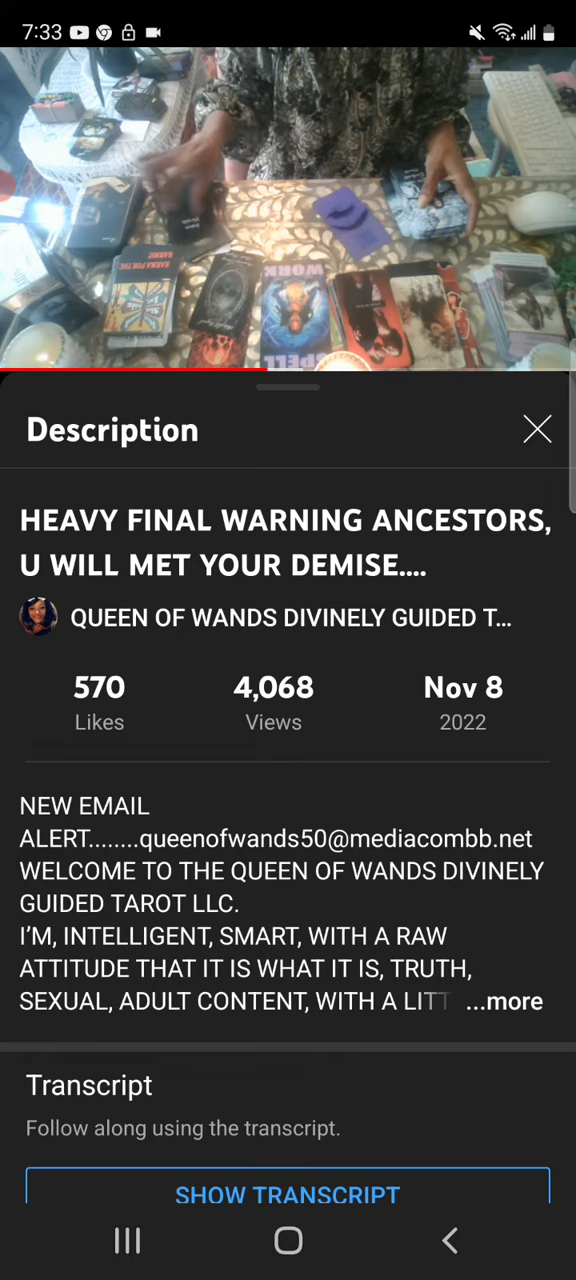 7:33
WORK
SPELL
Description
HEAVY FINAL WARNING ANCESTORS,
U WILL MET YOUR DEMISE....
QUEEN OF WANDS DIVINELY GUIDED T...
570
4,068
Nov 8
Likes
Views
2022
NEW EMAIL
ALERT........queenofwands50@mediacombb.net
WELCOME TO THE QUEEN OF WANDS DIVINELY
GUIDED TAROT LLC.
I'M, INTELLIGENT, SMART, WITH A RAW
ATTITUDE THAT IT IS WHAT IT IS, TRUTH,
SEXUAL, ADULT CONTENT, WITH A LITT ...more
Transcript
Follow along using the transcript.
SHOW TRANSCRIPT